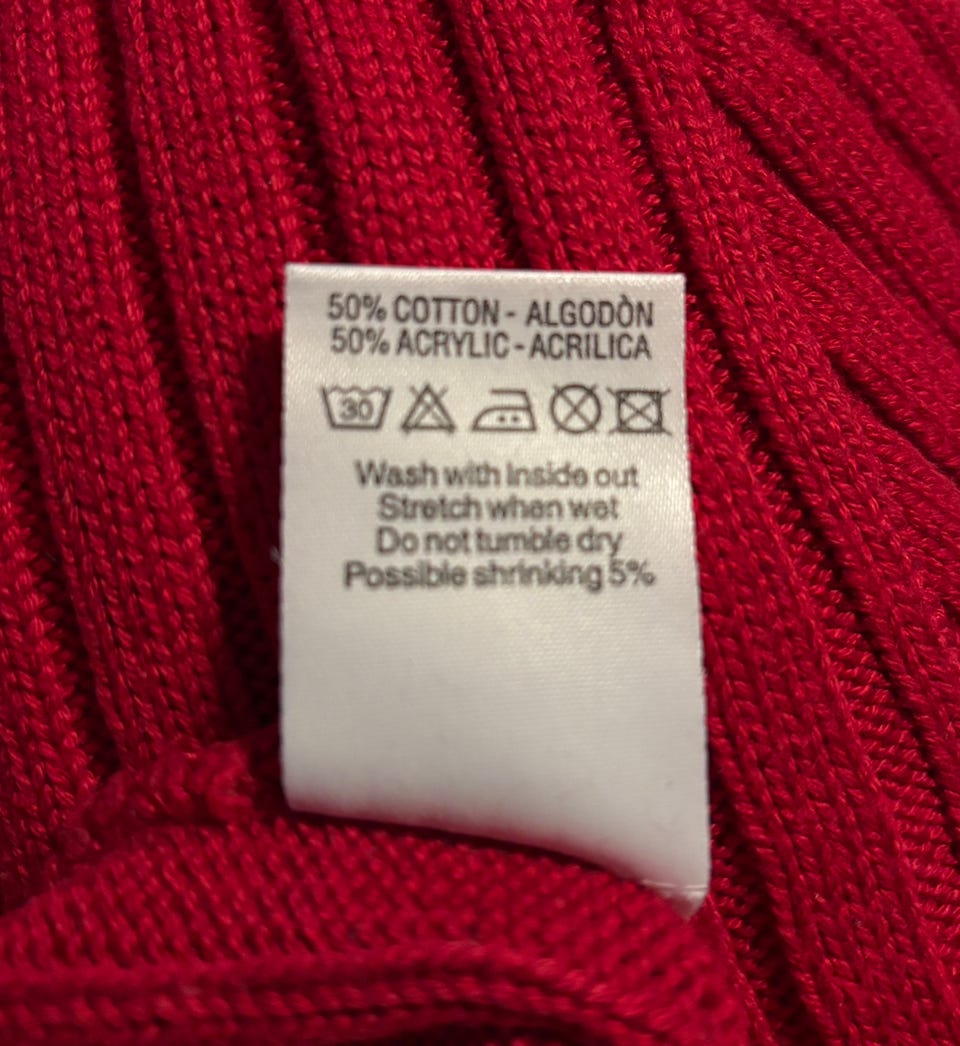 50% COTTON - ALGODÒN
50% ACRYLIC - ACRILICA
30
Wash with Inside out
Stretch when wet
Do not tumble dry
Possible shrinking 5%